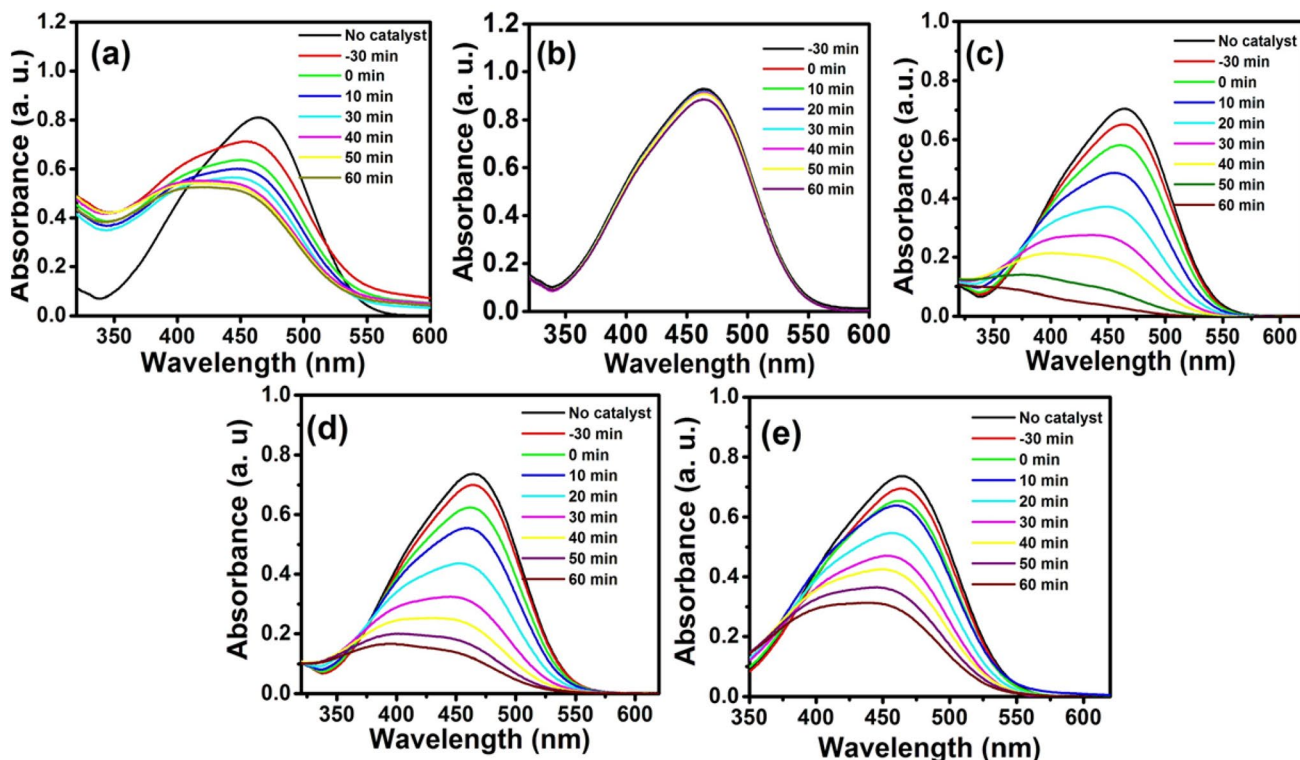 (a)
No catalyst
-30 min
0 min
10 min
30 min
40 min
50 min
60 min
Absorbance (a. u.)
1.2
1.0
0.8
0.6
0.4
0.2
0.0
350 400 450 500 550 600
Wavelength (nm)
(b)
-30 min
0 min
10 min
20 min
30 min
40 min
50 min
60 min
Absorbance (a. u.)
1.2
1.0
0.8
0.6
0.4
0.2
0.0
350 400 450 500 550 600
Wavelength (nm)
(c)
No catalyst
-30 min
0 min
10 min
20 min
30 min
40 min
50 min
60 min
Absorbance (a.u.)
1.0
0.8
0.6
0.4
0.2
0.0
350 400 450 500 550 600
Wavelength (nm)
(d)
No catalyst
-30 min
0 min
10 min
20 min
30 min
40 min
50 min
60 min
Absorbance (a. u)
1.0
0.8
0.6
0.4
0.2
0.0
350 400 450 500 550 600
Wavelength (nm)
(e)
No catalyst
-30 min
0 min
10 min
20 min
30 min
40 min
50 min
60 min
Absorbance (a. u.)
1.0
0.8
0.6
0.4
0.2
0.0
350 400 450 500 550 600
Wavelength (nm)